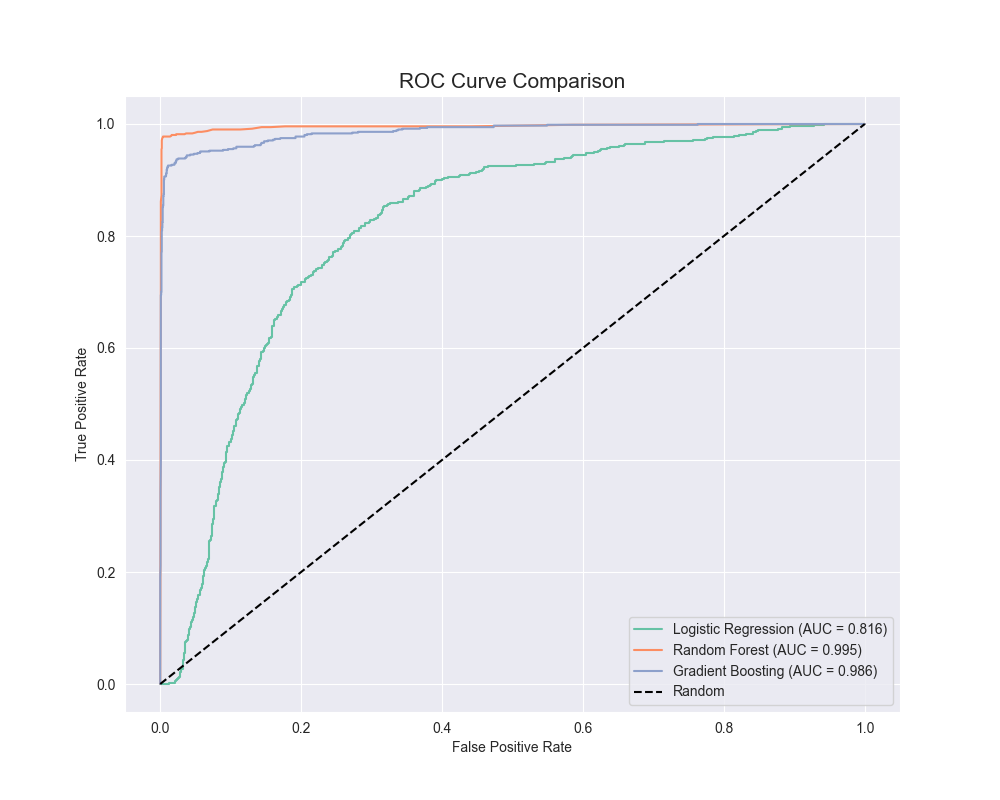 ROC Curve Comparison
1.0
0.8
0.6
0.4
0.2
0.0
True Positive Rate
0.0 0.2 0.4 0.6 0.8 1.0
False Positive Rate
Logistic Regression (AUC = 0.816)
Random Forest (AUC = 0.995)
Gradient Boosting (AUC = 0.986)
Random